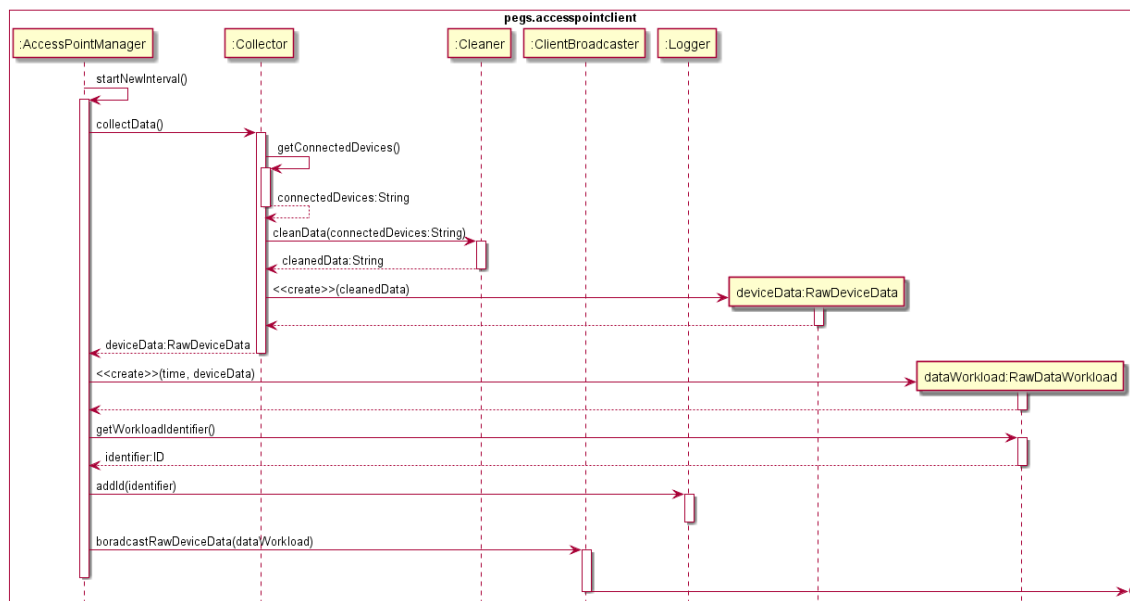 pegs.accesspointclient
:AccessPointManager
:Collector
:Cleaner
:ClientBroadcaster
:Logger
startNewInterval()
collectData()
getConnectedDevices()
connectedDevices:String
cleanData(connectedDevices:String)
cleanedData:String
<<create>>(cleanedData)
deviceData:RawDeviceData
deviceData:RawDeviceData
<<create>>(time, deviceData)
dataWorkload:RawDataWorkload
getWorkloadIdentifier()
identifier:ID
addId(identifier)
boradcastRawDeviceData(dataWorkload)